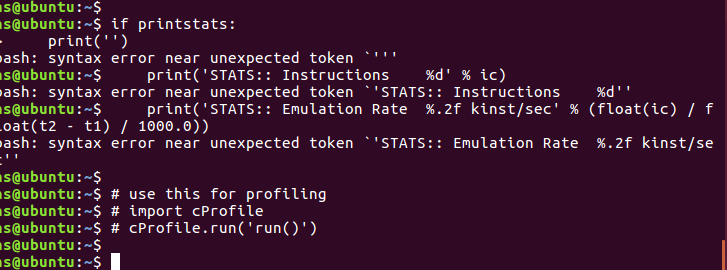 as@ubuntu:~$
as@ubuntu:~$ if printstats:
>     print('')
bash: syntax error near unexpected token `'''
as@ubuntu:~$     print('STATS:: Instructions    %d' % ic)
bash: syntax error near unexpected token `'STATS:: Instructions    %d''
as@ubuntu:~$     print('STATS:: Emulation Rate  %.2f kinst/sec' % (float(ic) / f
loat(t2 - t1) / 1000.0))
bash: syntax error near unexpected token `'STATS:: Emulation Rate  %.2f kinst/se
c''
as@ubuntu:~$
as@ubuntu:~$ # use this for profiling
as@ubuntu:~$ # import cProfile
as@ubuntu:~$ # cProfile.run('run()')
as@ubuntu:~$
as@ubuntu:~$